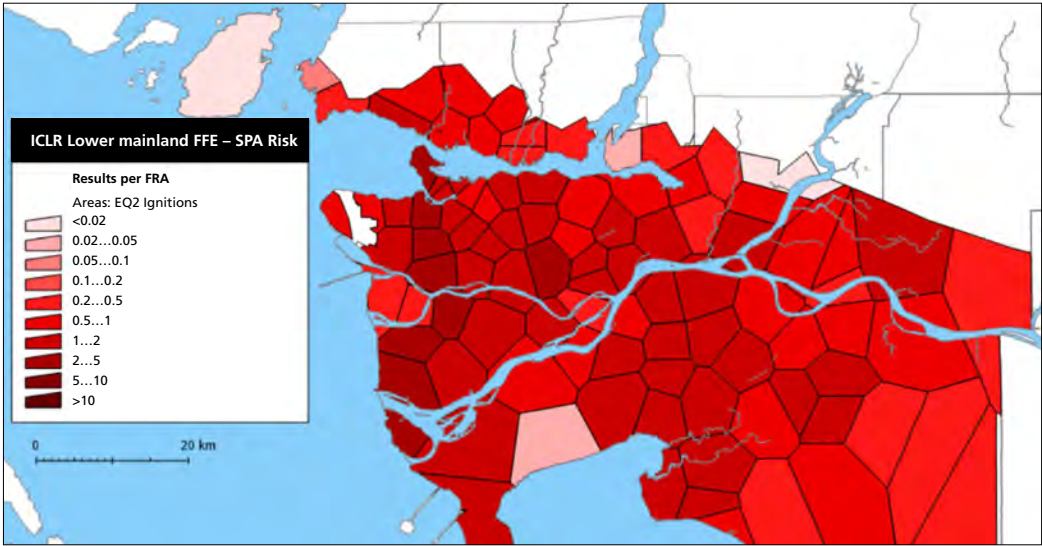 ICLR Lower mainland FFE – SPA Risk
Results per FRA
Areas: EQ2 Ignitions
<0.02
0.02...0.05
0.05...0.1
0.1...0.2
0.2...0.5
0.5...1
1...2
2...5
5...10
>10
0 20 km